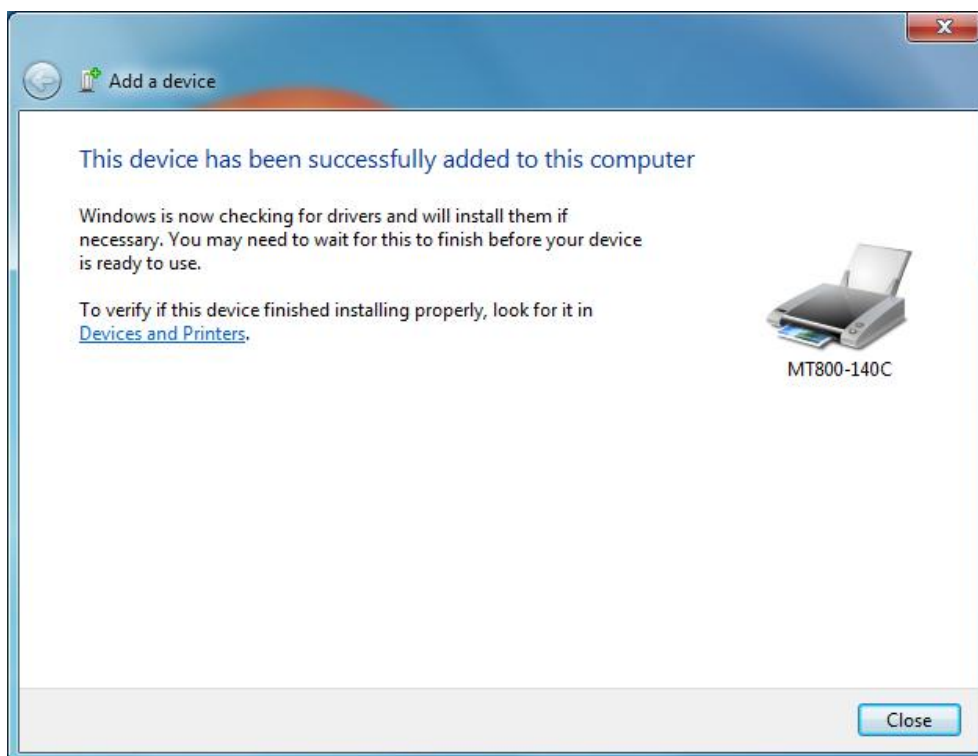 Add a device
This device has been successfully added to this computer
Windows is now checking for drivers and will install them if
necessary. You may need to wait for this to finish before your device
is ready to use.
To verify if this device finished installing properly, look for it in
Devices and Printers.
MT800-140C
Close